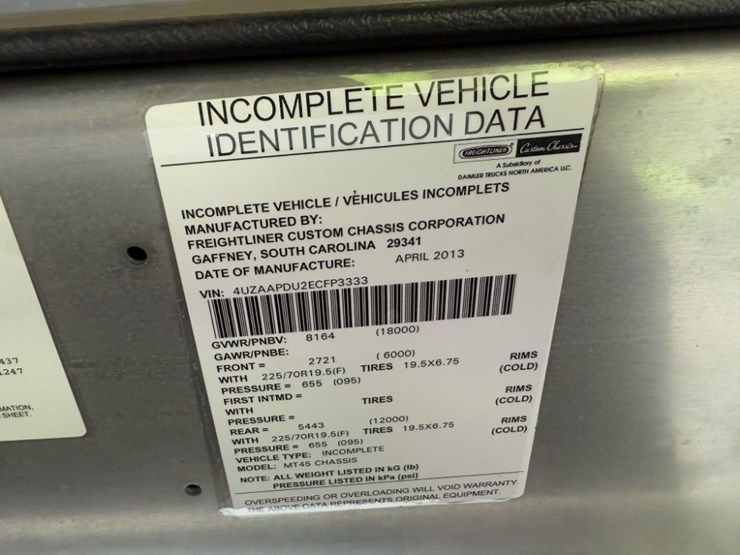 INCOMPLETE VEHICLE
IDENTIFICATION DATA
FREIGHTLINER Custom Chassis
A Subsidiary of
DAIMLER TRUCKS NORTH AMERICA LLC.
INCOMPLETE VEHICLE / VÉHICULES INCOMPLETS
MANUFACTURED BY:
FREIGHTLINER CUSTOM CHASSIS CORPORATION
GAFFNEY, SOUTH CAROLINA 29341
DATE OF MANUFACTURE: APRIL 2013
VIN: 4UZAAPDU2ECFP3333
GVWR/PNBV: 8164 (18000)
GAWR/PNBE:
FRONT = 2721 (6000)
WITH 225/70R19.5(F) TIRES 19.5X6.75 RIMS
PRESSURE = 655 (095) (COLD)
FIRST INTMD =
WITH TIRES RIMS
PRESSURE = (COLD)
REAR = 5443 (12000)
WITH 225/70R19.5(F) TIRES 19.5X6.75 RIMS
PRESSURE = 655 (095) (COLD)
VEHICLE TYPE: INCOMPLETE
MODEL: MT45 CHASSIS
NOTE: ALL WEIGHT LISTED IN kG (lb)
PRESSURE LISTED IN kPa (psi)
OVERSPEEDING OR OVERLOADING WILL VOID WARRANTY.
THE ABOVE DATA REPRESENTS ORIGINAL EQUIPMENT.
437
1247
MATION,
SHEET.